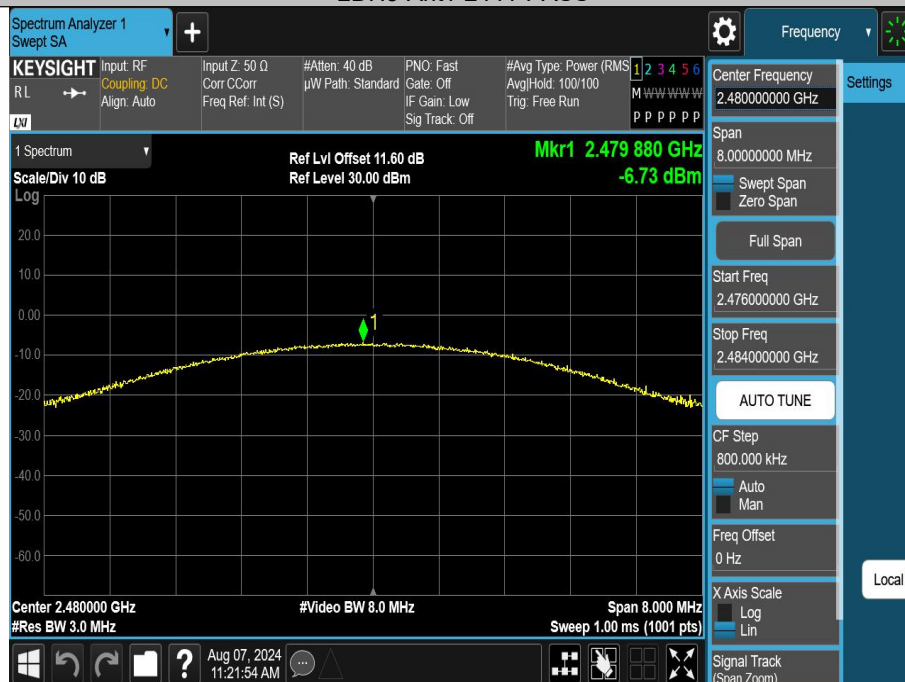 Spectrum Analyzer 1
Swept SA
Frequency
KEYSIGHT
RL
LXI
Input: RF
Coupling: DC
Align: Auto
Input Z: 50 Ω
Corr CCorr
Freq Ref: Int (S)
#Atten: 40 dB
µW Path: Standard
PNO: Fast
Gate: Off
IF Gain: Low
Sig Track: Off
#Avg Type: Power (RMS
Avg|Hold: 100/100
Trig: Free Run
1 2 3 4 5 6
M W W W W W
P P P P P P
Center Frequency
2.480000000 GHz
Settings
Span
8.00000000 MHz
Swept Span
Zero Span
Full Span
Start Freq
2.476000000 GHz
Stop Freq
2.484000000 GHz
AUTO TUNE
CF Step
800.000 kHz
Auto
Man
Freq Offset
0 Hz
X Axis Scale
Log
Lin
Signal Track
(Span Zoom)
Local
1 Spectrum
Scale/Div 10 dB
Log
Ref Lvl Offset 11.60 dB
Ref Level 30.00 dBm
Mkr1 2.479 880 GHz
-6.73 dBm
20.0
10.0
0.00
1
-10.0
-20.0
-30.0
-40.0
-50.0
-60.0
Center 2.480000 GHz
#Video BW 8.0 MHz
Span 8.000 MHz
#Res BW 3.0 MHz
Sweep 1.00 ms (1001 pts)
?
Aug 07, 2024
11:21:54 AM